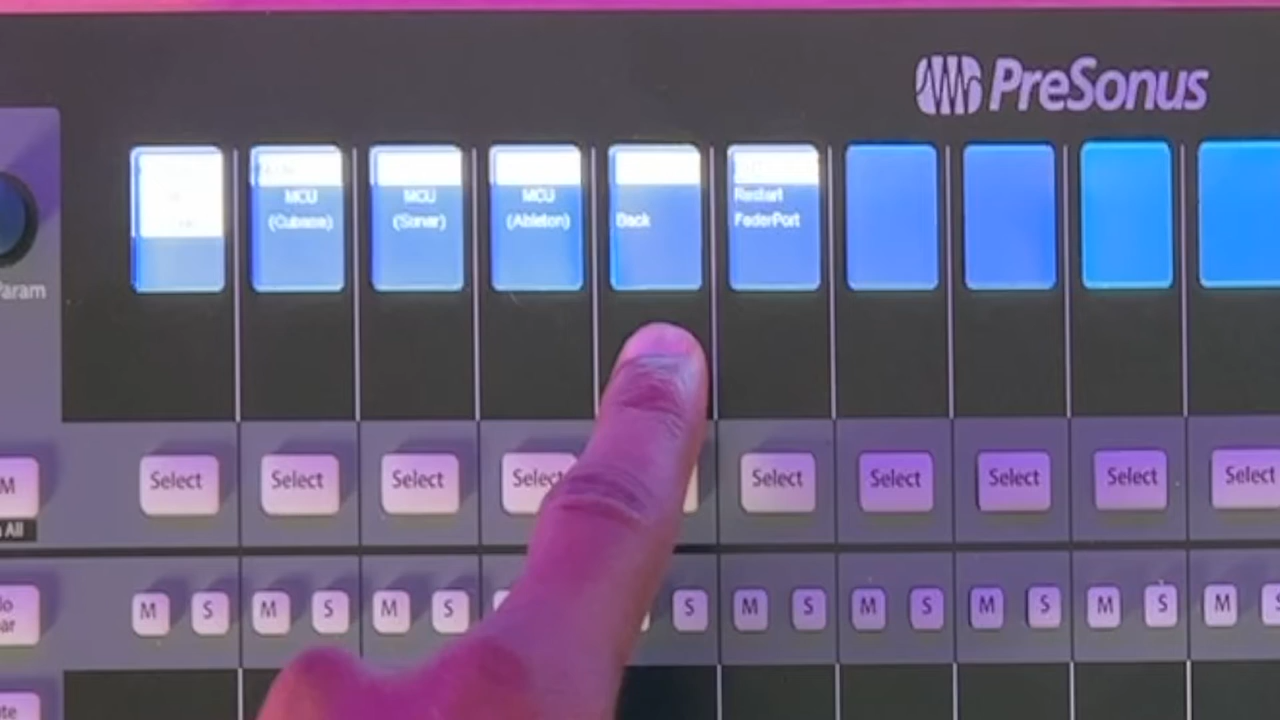 PreSonus
MCU
(Cubase)
MCU
(Sonar)
MCU
(Ableton)
Back
Restart
FaderPort
Param
Select Select Select Select Select Select Select Select Select
M
All
M S M S M S S M S M S M S M S M